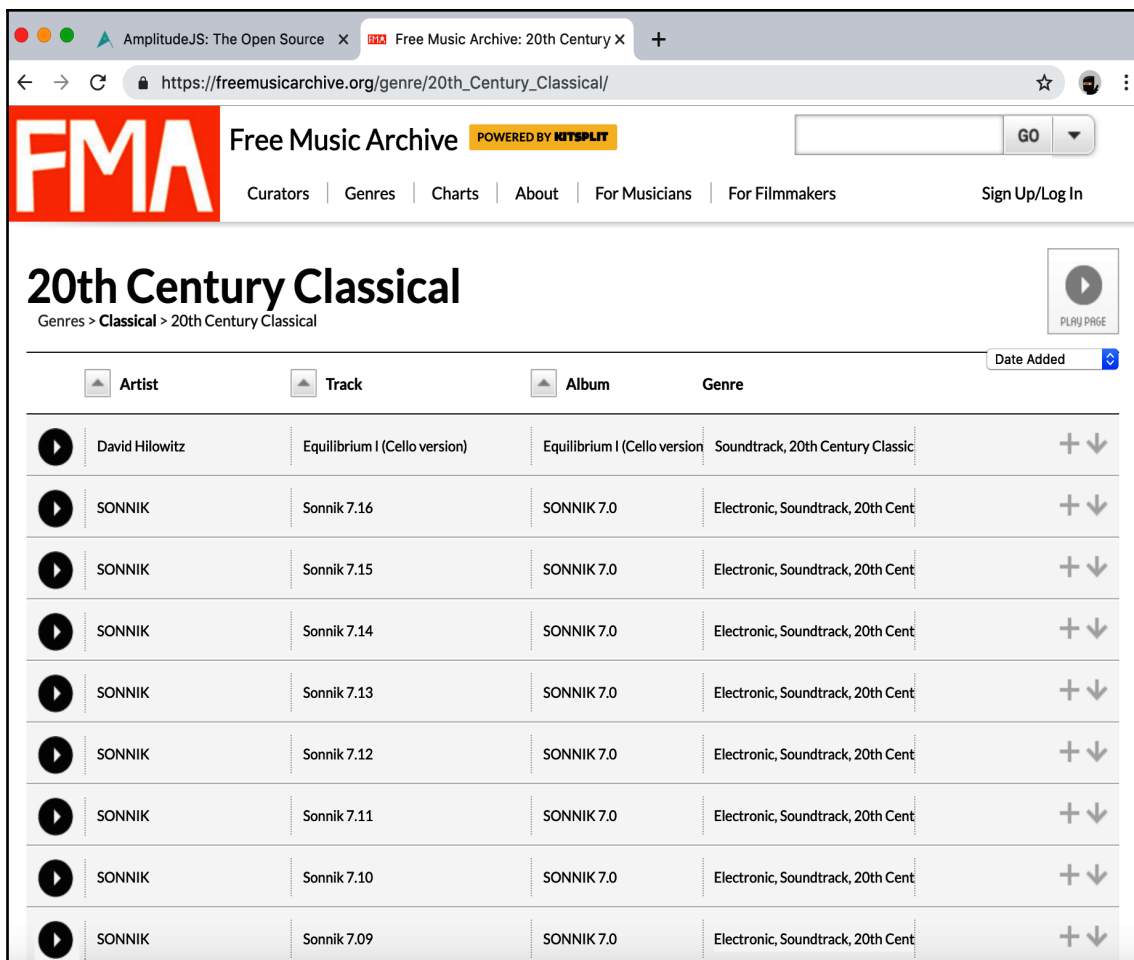 AmplitudeJS: The Open Source
FMA Free Music Archive: 20th Century
https://freemusicarchive.org/genre/20th_Century_Classical/
FMA
Free Music Archive POWERED BY KITSPLIT
GO
Curators Genres Charts About For Musicians For Filmmakers Sign Up/Log In
20th Century Classical
Genres > Classical > 20th Century Classical
PLAY PAGE
Date Added
Artist Track Album Genre
David Hilowitz Equilibrium I (Cello version) Equilibrium I (Cello version Soundtrack, 20th Century Classic
SONNIK Sonnik 7.16 SONNIK 7.0 Electronic, Soundtrack, 20th Cent
SONNIK Sonnik 7.15 SONNIK 7.0 Electronic, Soundtrack, 20th Cent
SONNIK Sonnik 7.14 SONNIK 7.0 Electronic, Soundtrack, 20th Cent
SONNIK Sonnik 7.13 SONNIK 7.0 Electronic, Soundtrack, 20th Cent
SONNIK Sonnik 7.12 SONNIK 7.0 Electronic, Soundtrack, 20th Cent
SONNIK Sonnik 7.11 SONNIK 7.0 Electronic, Soundtrack, 20th Cent
SONNIK Sonnik 7.10 SONNIK 7.0 Electronic, Soundtrack, 20th Cent
SONNIK Sonnik 7.09 SONNIK 7.0 Electronic, Soundtrack, 20th Cent